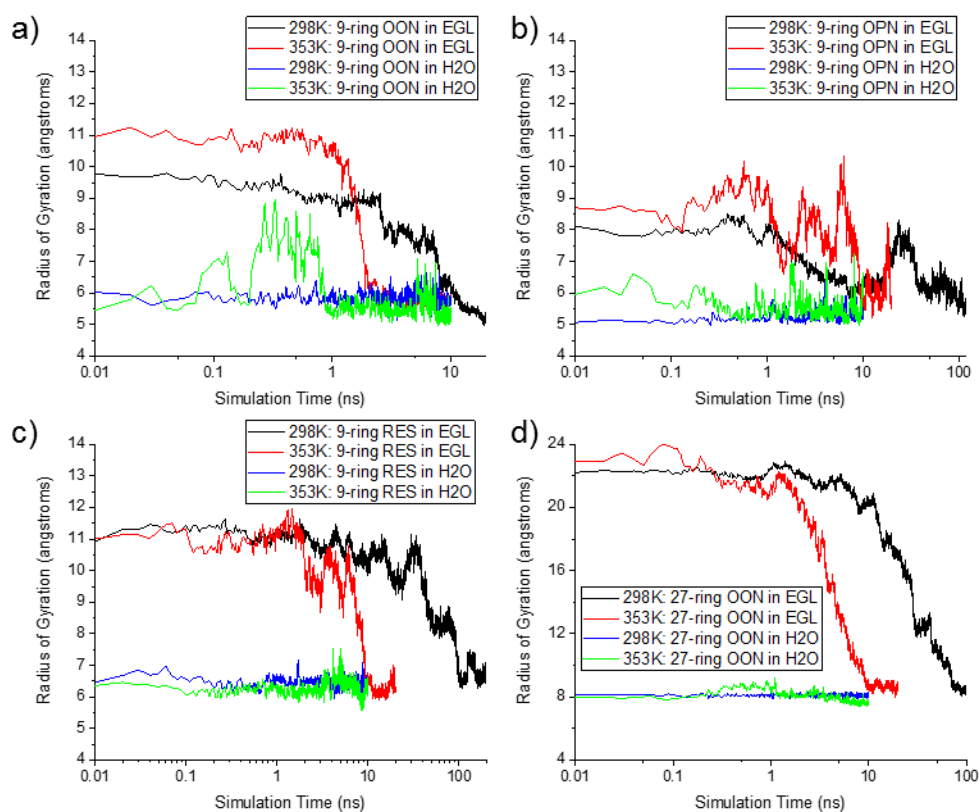 a)
298K: 9-ring OON in EGL
353K: 9-ring OON in EGL
298K: 9-ring OON in H2O
353K: 9-ring OON in H2O
14
13
12
11
10
9
8
7
6
5
4
Radius of Gyration (angstroms)
0.01
0.1
1
10
Simulation Time (ns)
b)
298K: 9-ring OPN in EGL
353K: 9-ring OPN in EGL
298K: 9-ring OPN in H2O
353K: 9-ring OPN in H2O
14
13
12
11
10
9
8
7
6
5
4
Radius of Gyration (angstroms)
0.01
0.1
1
10
100
Simulation Time (ns)
c)
298K: 9-ring RES in EGL
353K: 9-ring RES in EGL
298K: 9-ring RES in H2O
353K: 9-ring RES in H2O
14
13
12
11
10
9
8
7
6
5
4
Radius of Gyration (angstroms)
0.01
0.1
1
10
100
Simulation Time (ns)
d)
298K: 27-ring OON in EGL
353K: 27-ring OON in EGL
298K: 27-ring OON in H2O
353K: 27-ring OON in H2O
24
20
16
12
8
4
Radius of Gyration (angstroms)
0.01
0.1
1
10
100
Simulation Time (ns)